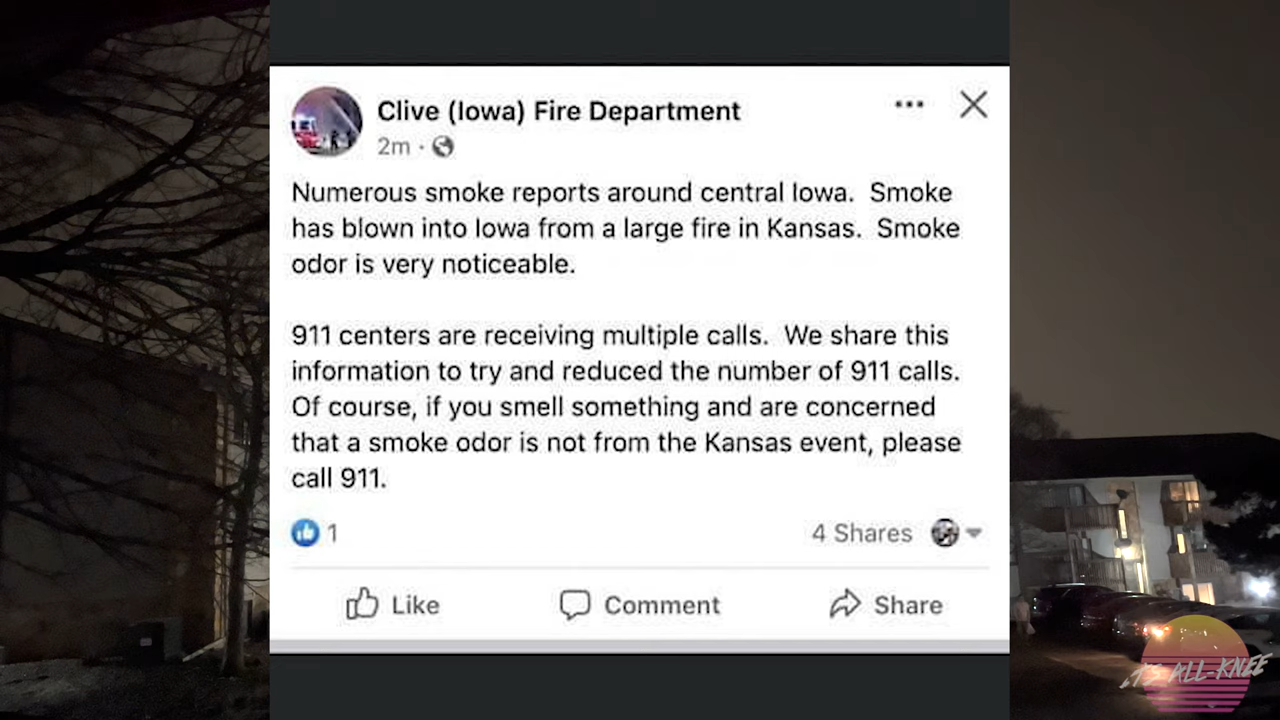 Clive (Iowa) Fire Department
2m ·
Numerous smoke reports around central Iowa. Smoke
has blown into Iowa from a large fire in Kansas. Smoke
odor is very noticeable.
911 centers are receiving multiple calls. We share this
information to try and reduced the number of 911 calls.
Of course, if you smell something and are concerned
that a smoke odor is not from the Kansas event, please
call 911.
1
4 Shares
Like
Comment
Share
IT'S ALL-KNEE